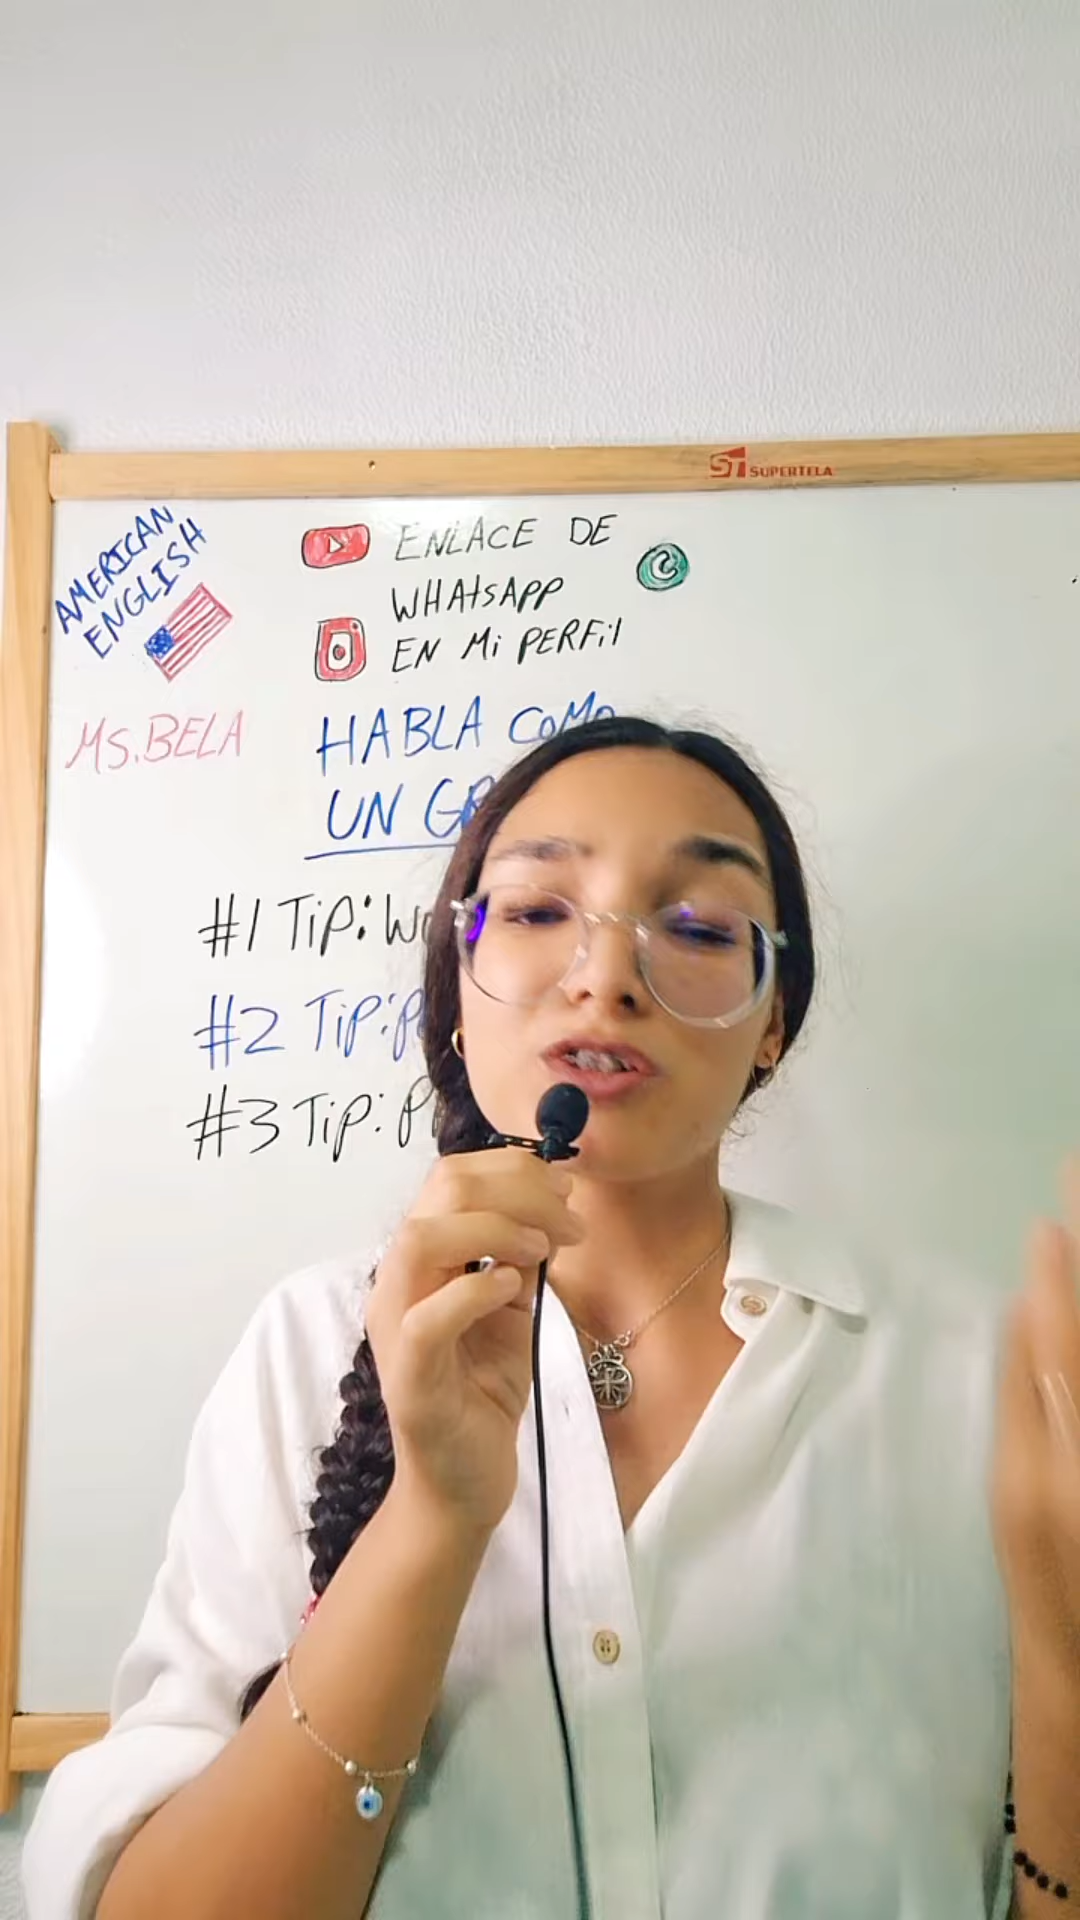 ST SUPERTELA
AMERICAN
ENGLISH
ENLACE DE
WHAtSAPP
EN Mi PERFil
MS.BELA
HABLA COMO
UN
#1 Tip:
#2 Tip:
#3 Tip: